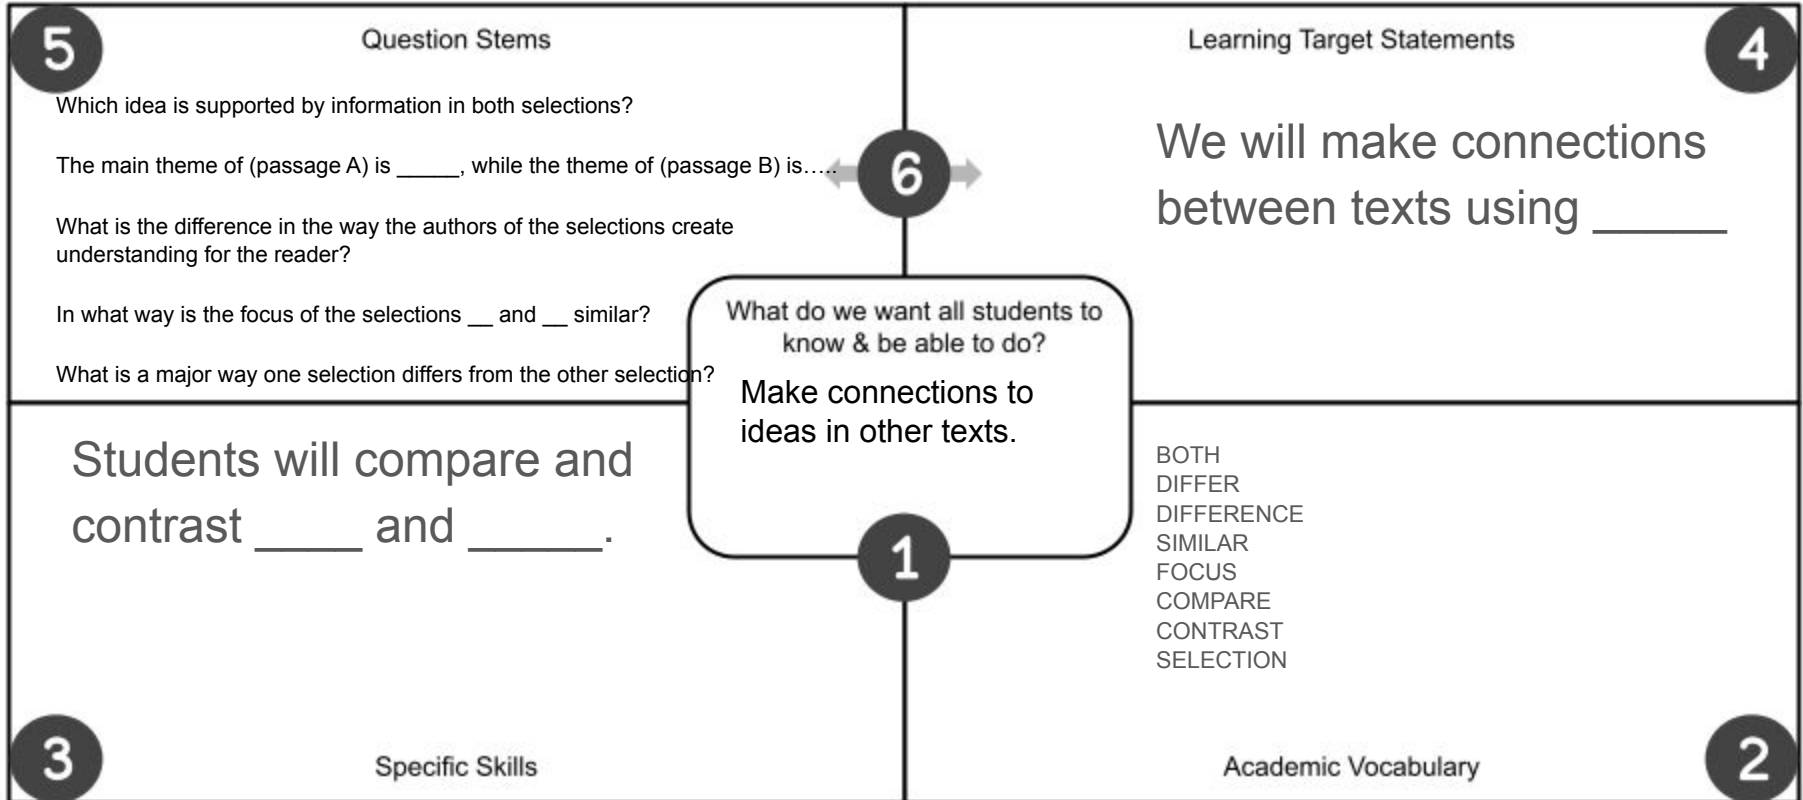 5
Question Stems
Which idea is supported by information in both selections?
The main theme of (passage A) is _____, while the theme of (passage B) is…..
What is the difference in the way the authors of the selections create
understanding for the reader?
In what way is the focus of the selections __ and __ similar?
What is a major way one selection differs from the other selection?
6
Learning Target Statements
4
We will make connections
between texts using _____
What do we want all students to
know & be able to do?
Make connections to
ideas in other texts.
1
Students will compare and
contrast ____ and _____.
3
Specific Skills
BOTH
DIFFER
DIFFERENCE
SIMILAR
FOCUS
COMPARE
CONTRAST
SELECTION
Academic Vocabulary
2